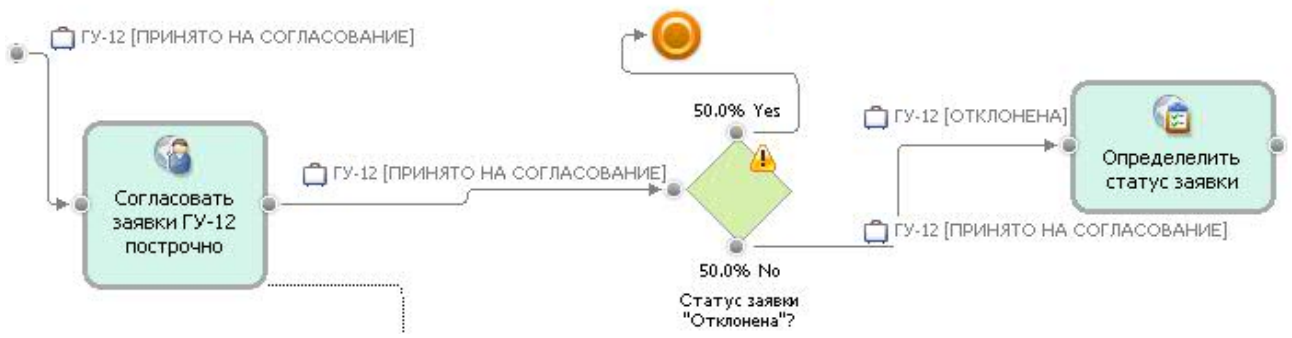 ГУ-12 [ПРИНЯТО НА СОГЛАСОВАНИЕ]
Согласовать
заявки ГУ-12
построчно
ГУ-12 [ПРИНЯТО НА СОГЛАСОВАНИЕ]
50.0% Yes
50.0% No
Статус заявки
"Отклонена"?
ГУ-12 [ОТКЛОНЕНА]
ГУ-12 [ПРИНЯТО НА СОГЛАСОВАНИЕ]
Определелить
статус заявки